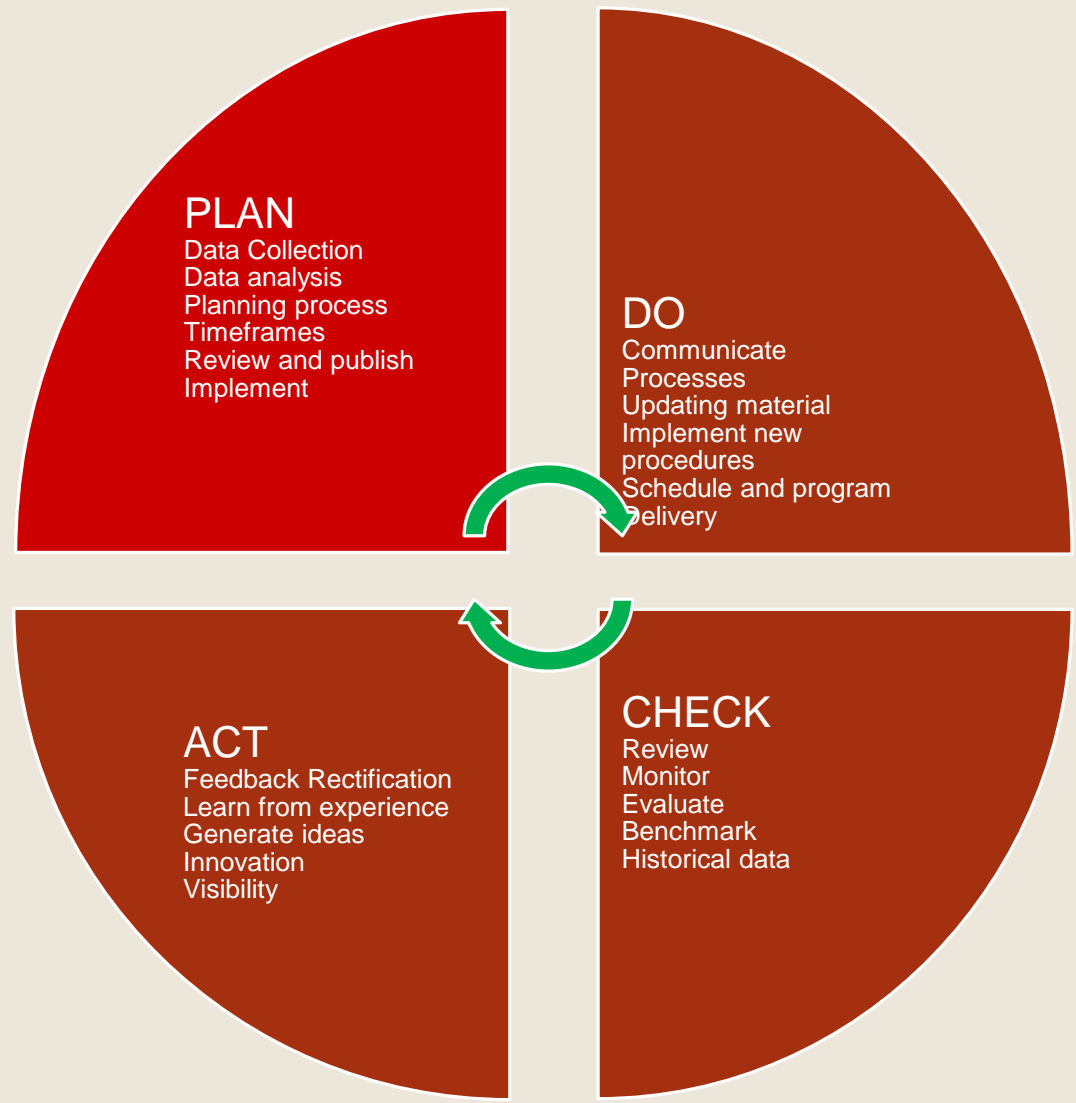 PLAN
Data Collection
Data analysis
Planning process
Timeframes
Review and publish
Implement
DO
Communicate
Processes
Updating material
Implement new
procedures
Schedule and program
Delivery
ACT
Feedback Rectification
Learn from experience
Generate ideas
Innovation
Visibility
CHECK
Review
Monitor
Evaluate
Benchmark
Historical data